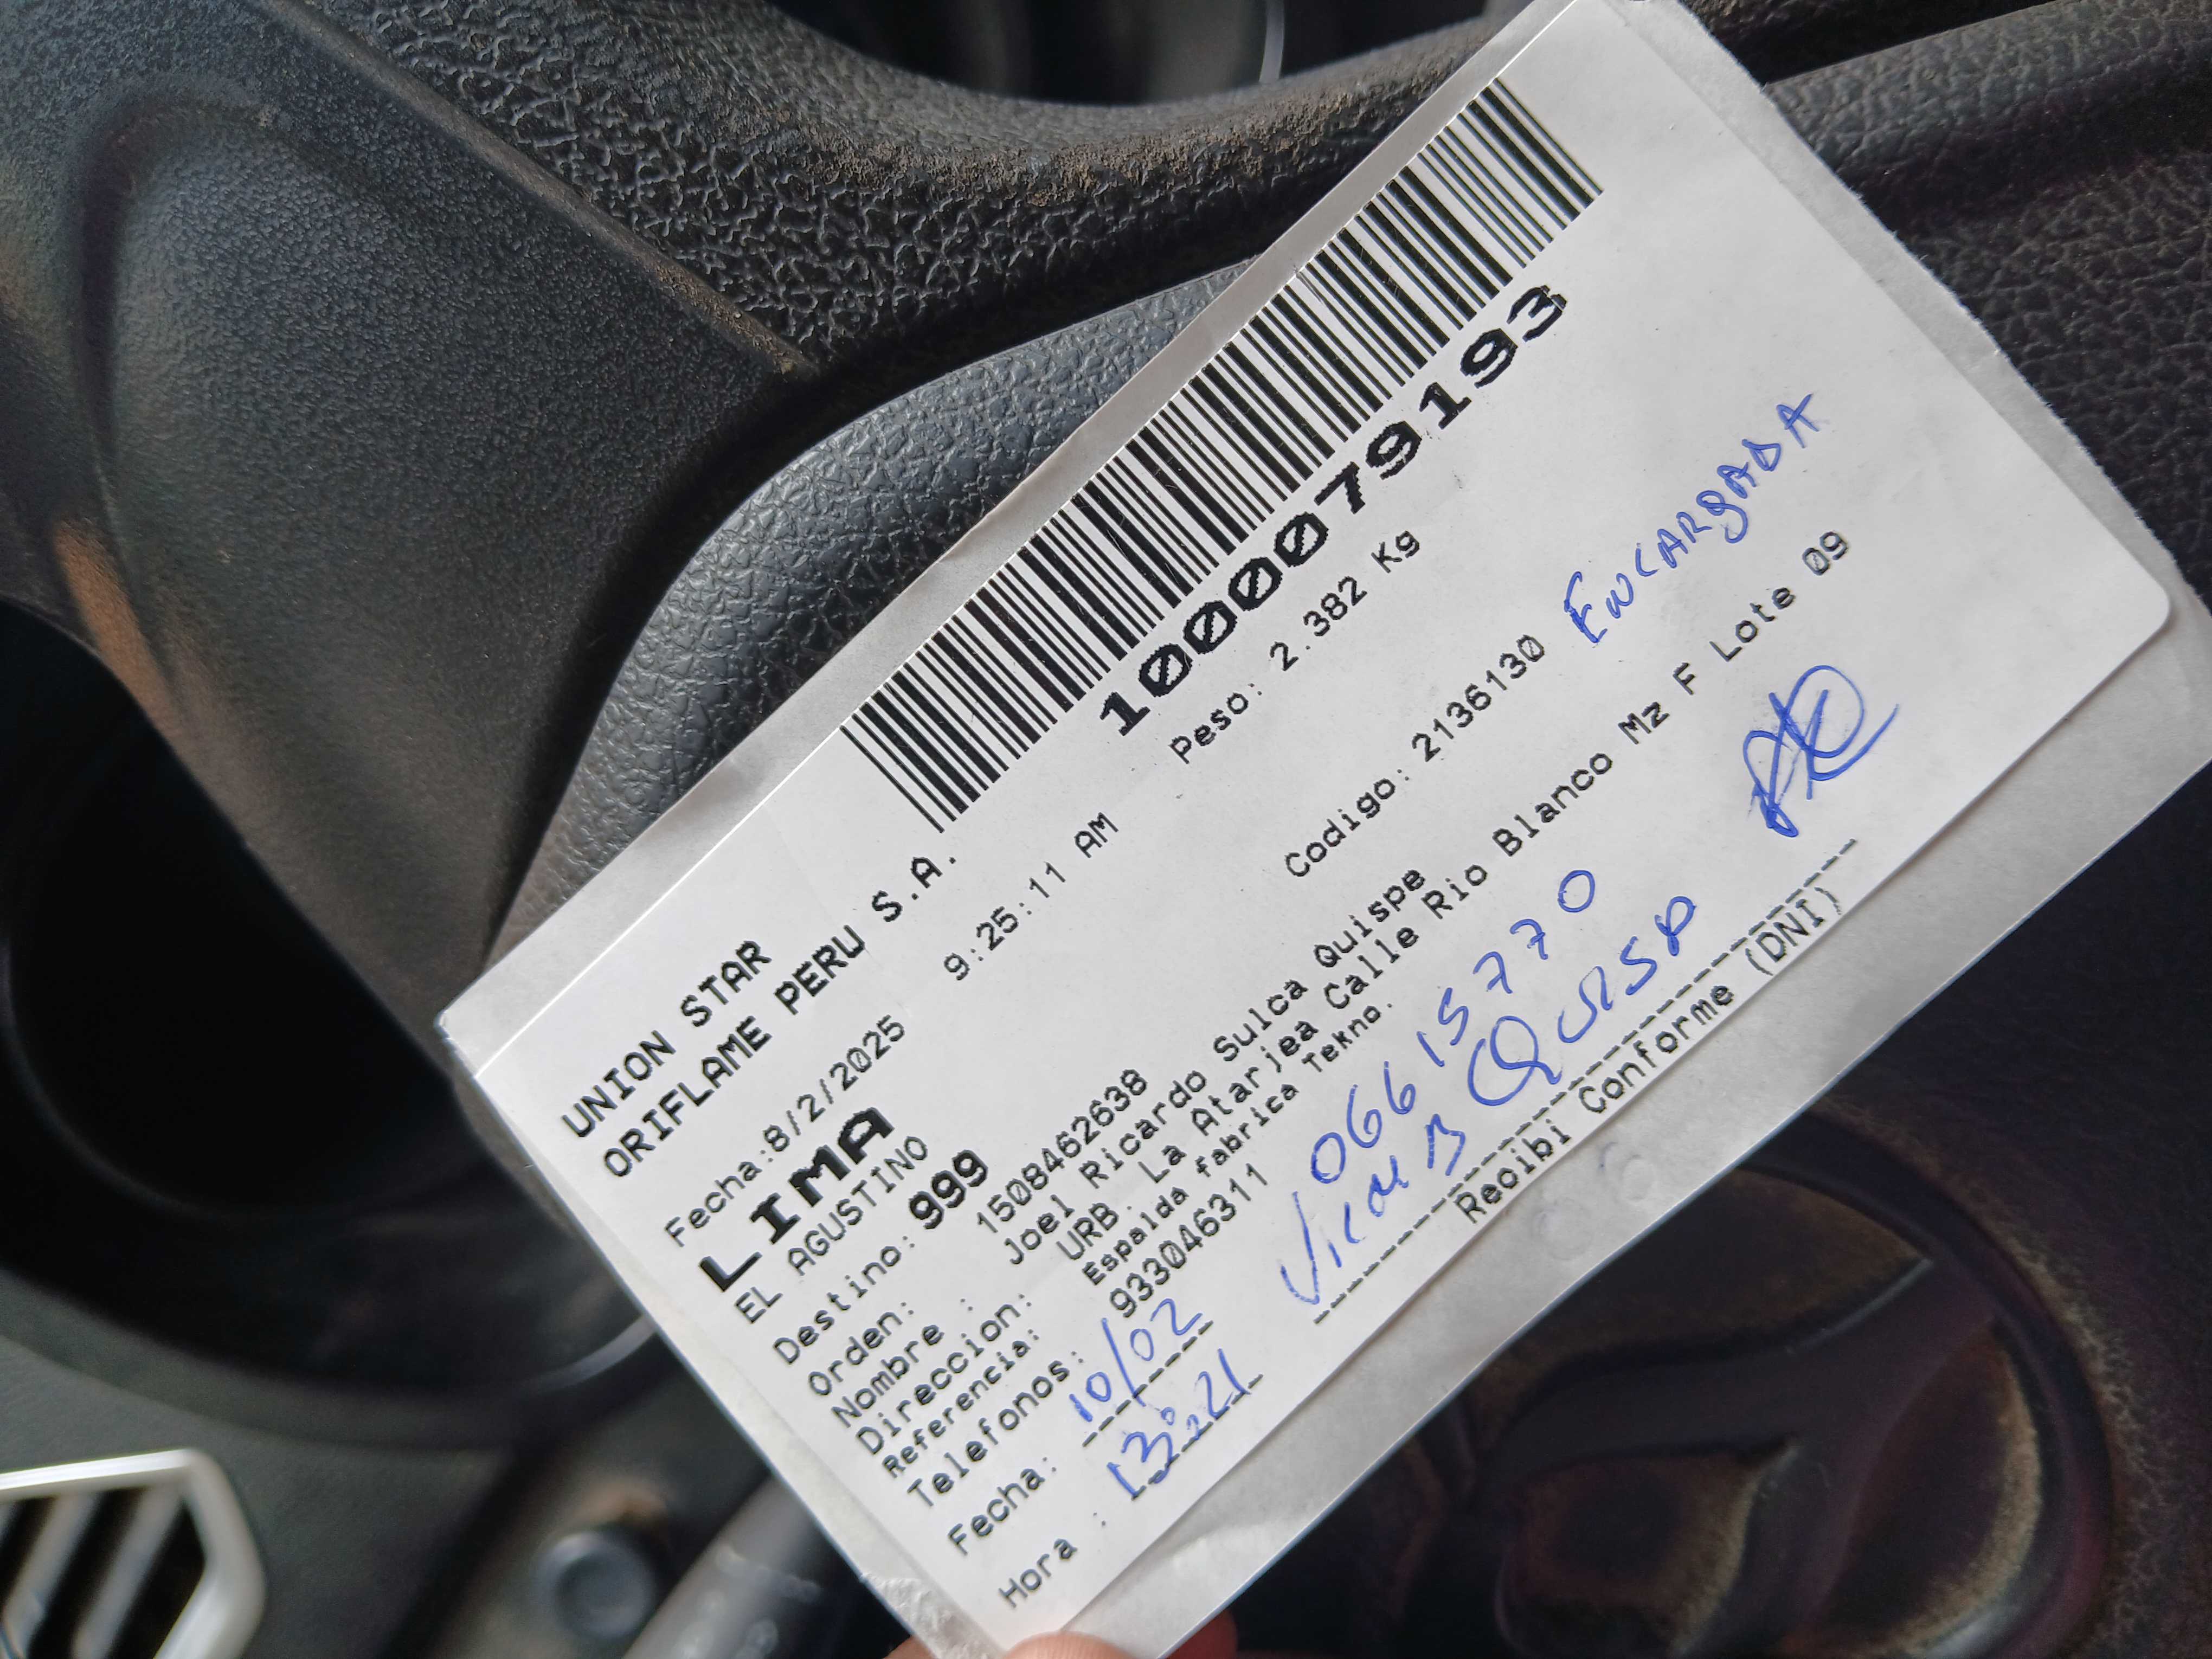 UNION STAR
ORIFLAME PERU S.A.
10000079193
Fecha:8/2/2025 9:25:11 AM Peso: 2.382 Kg
LIMA
EL AGUSTINO
Destino: 999
Orden: 1508462638 Codigo: 2136130 ENCARgADA
Nombre : Joel Ricardo Sulca Quispe
Direccion: URB. La Atarjea Calle Rio Blanco Mz F Lote 09
Referencia: Espalda fabrica Tekno.
Telefonos: 933046311
06615770
Fecha: 10/02
Hora : 13:21
Recibi Conforme (DNI)